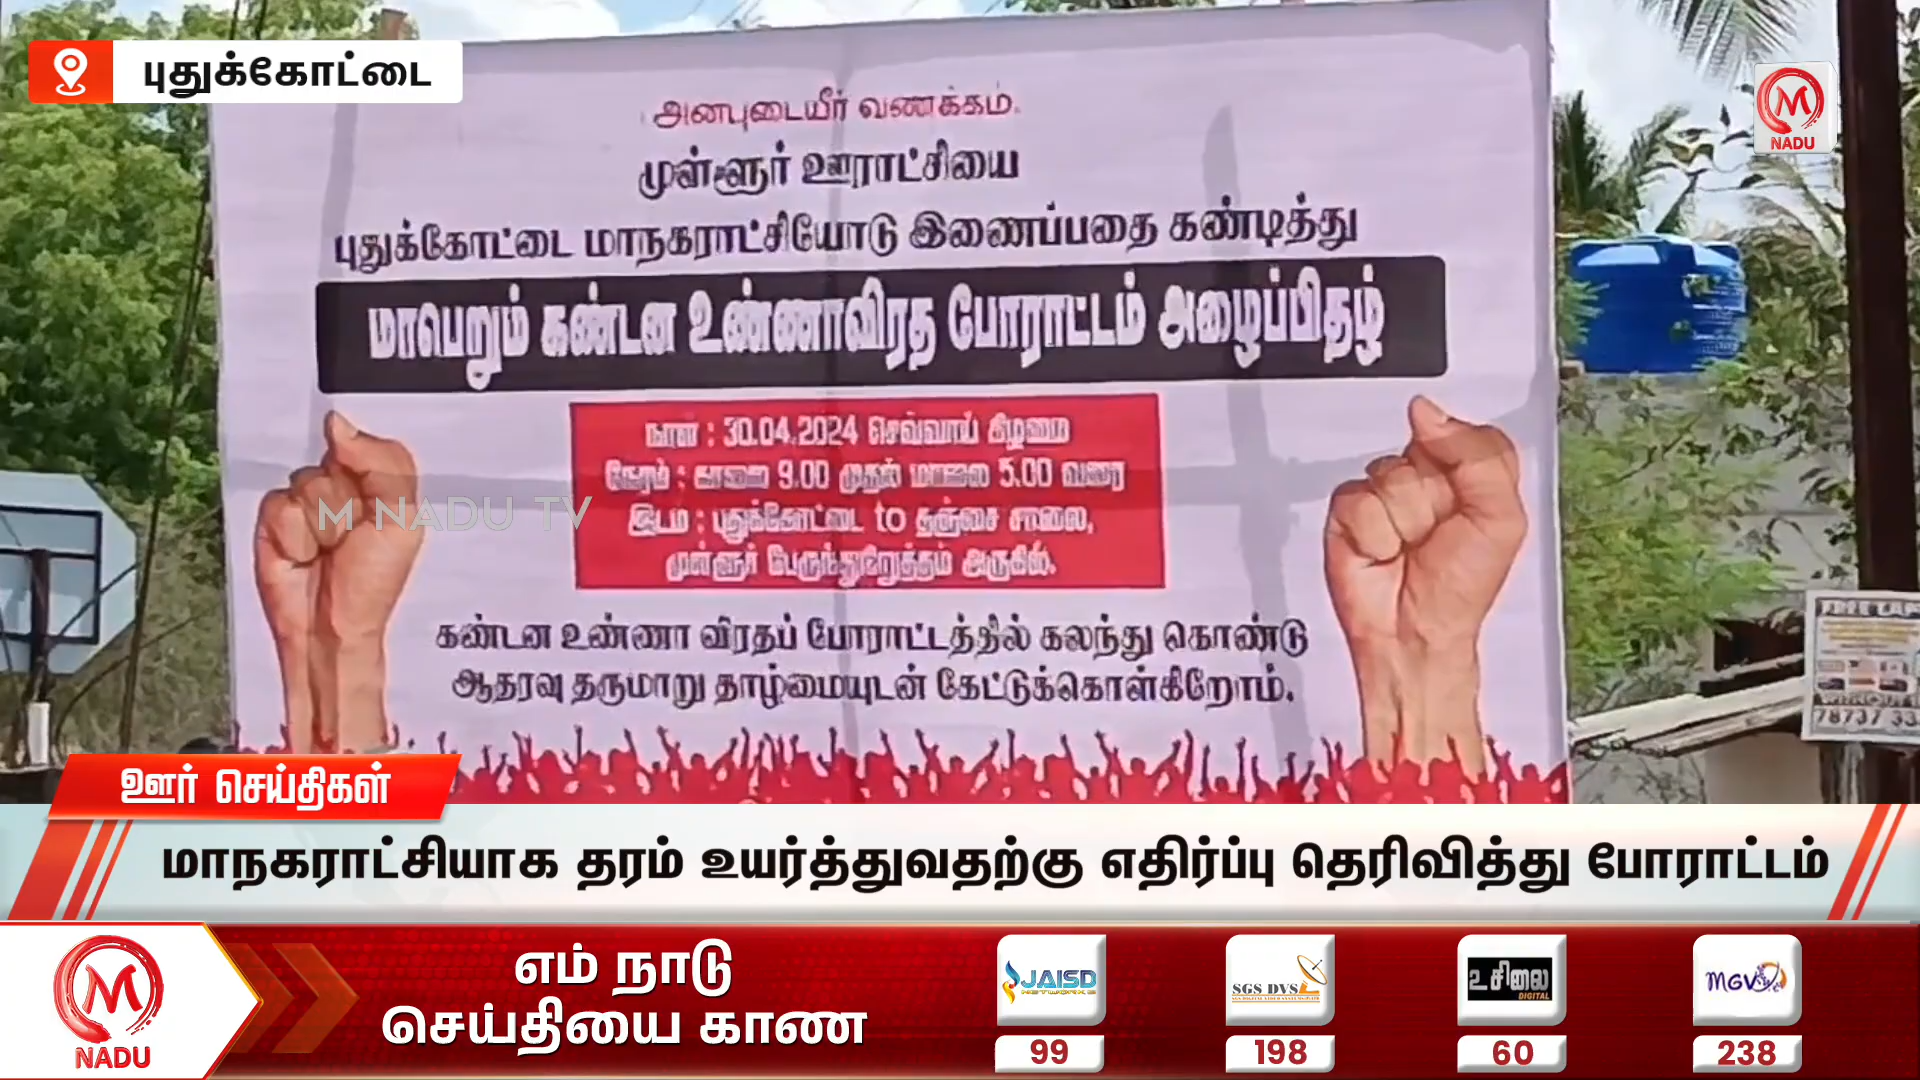 புதுக்கோட்டை
M
NADU
அன்புடையீர் வணக்கம்.
முள்ளூர் ஊராட்சியை
புதுக்கோட்டை மாநகராட்சியோடு இணைப்பதை கண்டித்து
மாபெறும் கண்டன உண்ணாவிரத போராட்டம் அழைப்பிதழ்
நாள் : 30.04.2024 செவ்வாய் கிழமை
நேரம் : காலை 9.00 முதல் மாலை 5.00 வரை
இடம் : புதுக்கோட்டை to தஞ்சை சாலை,
முள்ளூர் பேருந்துநிறுத்தம் அருகில்.
M NADU TV
கண்டன உண்ணா விரதப் போராட்டத்தில் கலந்து கொண்டு
ஆதரவு தருமாறு தாழ்மையுடன் கேட்டுக்கொள்கிறோம்.
78737 33
ஊர் செய்திகள்
மாநகராட்சியாக தரம் உயர்த்துவதற்கு எதிர்ப்பு தெரிவித்து போராட்டம்
M
NADU
எம் நாடு
செய்தியை காண
JAISD
NETWORKS
99
SGS DVS
198
உசிலை
DIGITAL
60
MGV
238